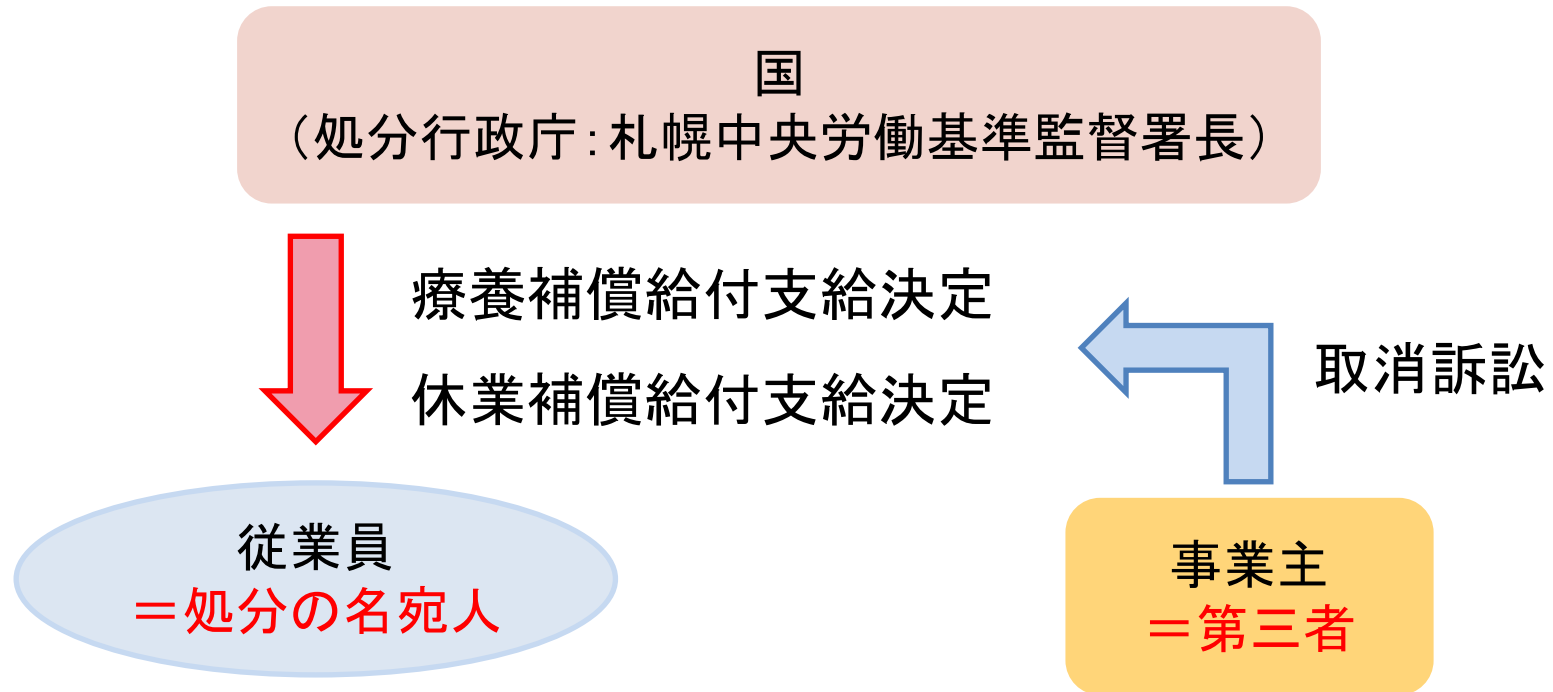 国
（処分行政庁：札幌中央労働基準監督署長）
療養補償給付支給決定
休業補償給付支給決定
取消訴訟
従業員
＝処分の名宛人
事業主
＝第三者